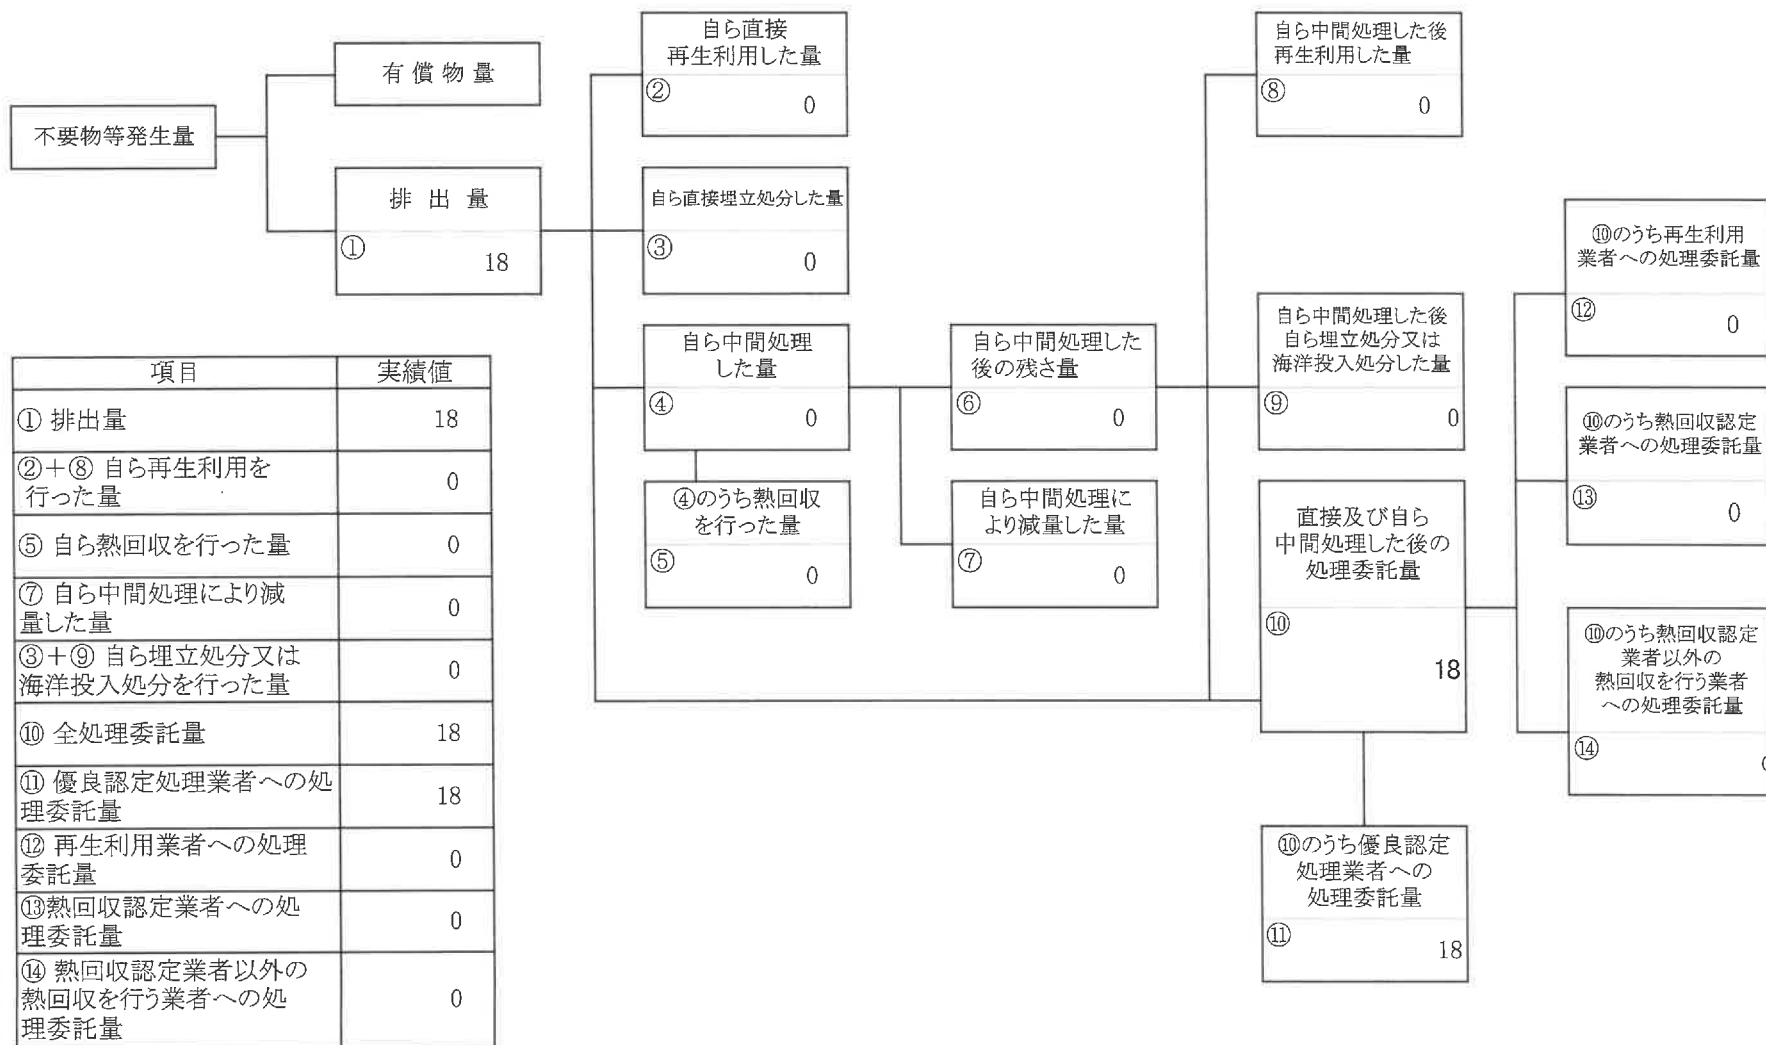 不要物等発生量
有償物量
排出量
①
18
自ら直接
再生利用した量
②
0
自ら直接埋立処分した量
③
0
自ら中間処理
した量
④
0
④のうち熱回収
を行った量
⑤
0
自ら中間処理した
後の残さ量
⑥
0
自ら中間処理に
より減量した量
⑦
0
自ら中間処理した後
再生利用した量
⑧
0
自ら中間処理した後
自ら埋立処分又は
海洋投入処分した量
⑨
0
直接及び自ら
中間処理した後の
処理委託量
⑩
18
⑩のうち優良認定
処理業者への
処理委託量
⑪
18
⑩のうち再生利用
業者への処理委託量
⑫
0
⑩のうち熱回収認定
業者への処理委託量
⑬
0
⑩のうち熱回収認定
業者以外の
熱回収を行う業者
への処理委託量
⑭
項目 実績値
① 排出量 18
②+⑧ 自ら再生利用を
行った量 0
⑤ 自ら熱回収を行った量 0
⑦ 自ら中間処理により減
量した量 0
③+⑨ 自ら埋立処分又は
海洋投入処分を行った量 0
⑩ 全処理委託量 18
⑪ 優良認定処理業者への処
理委託量 18
⑫ 再生利用業者への処理
委託量 0
⑬熱回収認定業者への処
理委託量 0
⑭ 熱回収認定業者以外の
熱回収を行う業者への処
理委託量 0